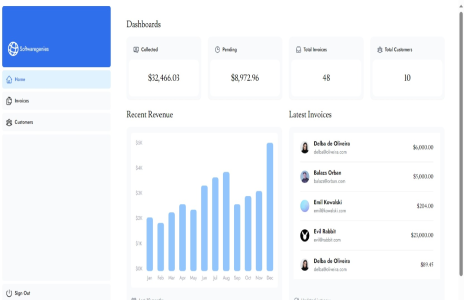 Softwaregenius
Home
Invoices
Customers
Sign Out
Dashboards
Collected
$32,466.03
Pending
$8,972.96
Total Invoices
48
Total Customers
10
Recent Revenue
$5K
$4K
$3K
$2K
$1K
$0K
Jan Feb Mar Apr May Jun Jul Aug Sep Oct Nov Dec
Latest Invoices
Delba de Oliveira
delba@oliveira.com
$6,000.00
Balazs Orban
balazs@orban.com
$5,000.00
Emil Kowalski
emil@kowalski.com
$204.00
Evil Rabbit
evil@rabbit.com
$23,000.00
Delba de Oliveira
delba@oliveira.com
$89.45